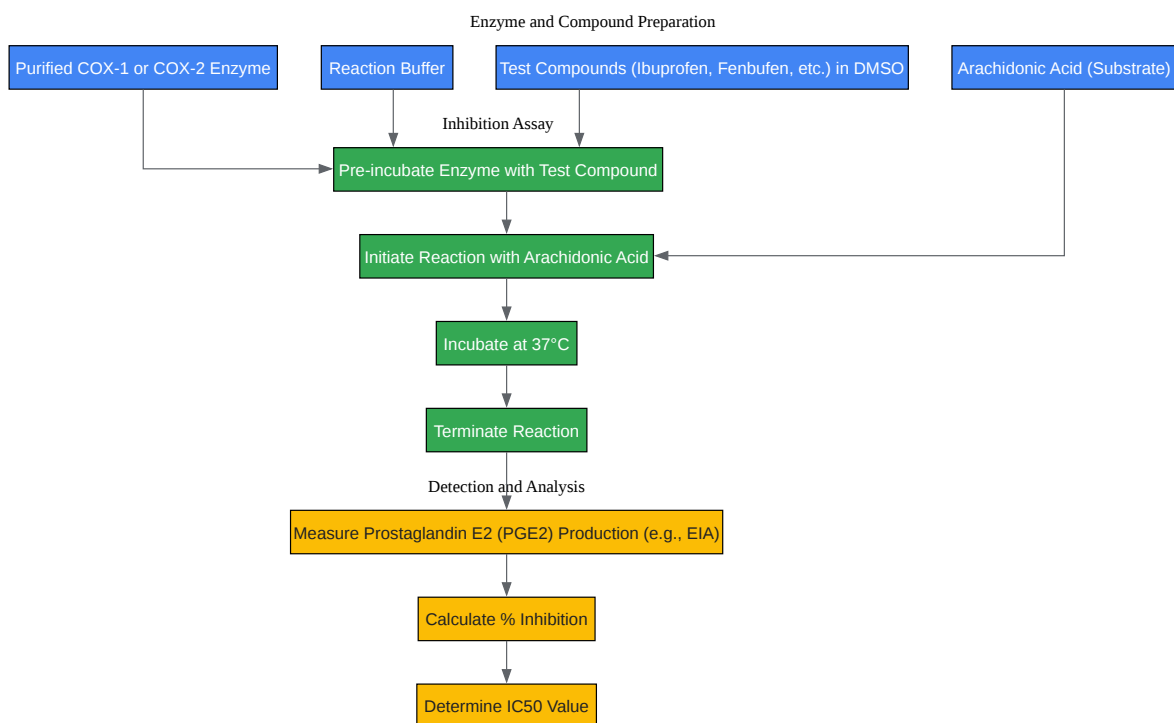 Enzyme and Compound Preparation
Purified COX-1 or COX-2 Enzyme
Reaction Buffer
Test Compounds (Ibuprofen, Fenbufen, etc.) in DMSO
Arachidonic Acid (Substrate)
Inhibition Assay
Pre-incubate Enzyme with Test Compound
Initiate Reaction with Arachidonic Acid
Incubate at 37°C
Terminate Reaction
Detection and Analysis
Measure Prostaglandin E2 (PGE2) Production (e.g., EIA)
Calculate % Inhibition
Determine IC50 Value